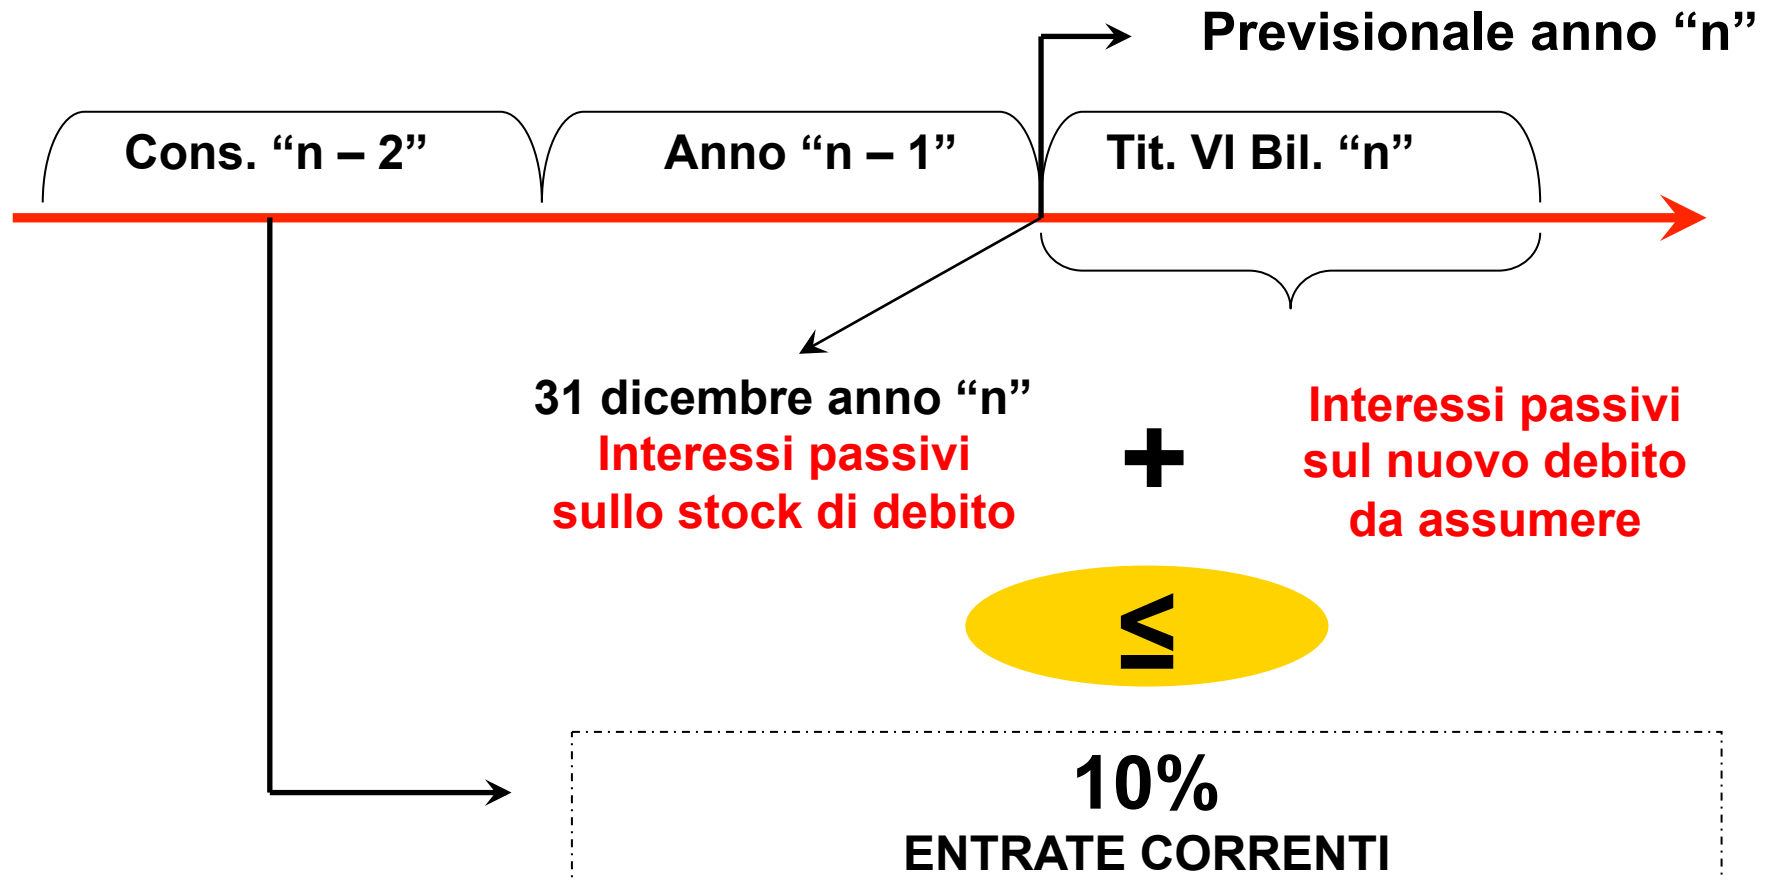 Previsionale anno “n”
Cons. “n – 2”
Anno “n – 1”
Tit. VI Bil. “n”
31 dicembre anno “n”
Interessi passivi
sullo stock di debito
+
Interessi passivi
sul nuovo debito
da assumere
≤
10%
ENTRATE CORRENTI